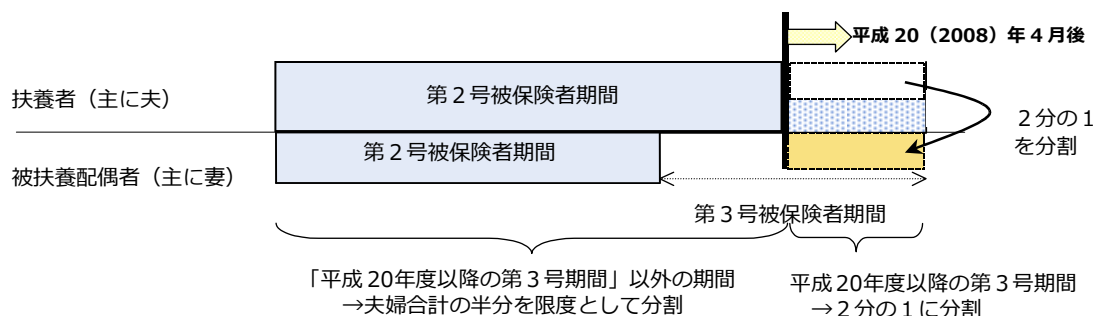 平成20（2008）年4月後
扶養者（主に夫）
第２号被保険者期間
２分の１
を分割
第２号被保険者期間
被扶養配偶者（主に妻）
第３号被保険者期間
「平成20年度以降の第３号期間」以外の期間
→夫婦合計の半分を限度として分割
平成20年度以降の第３号期間
→２分の１に分割